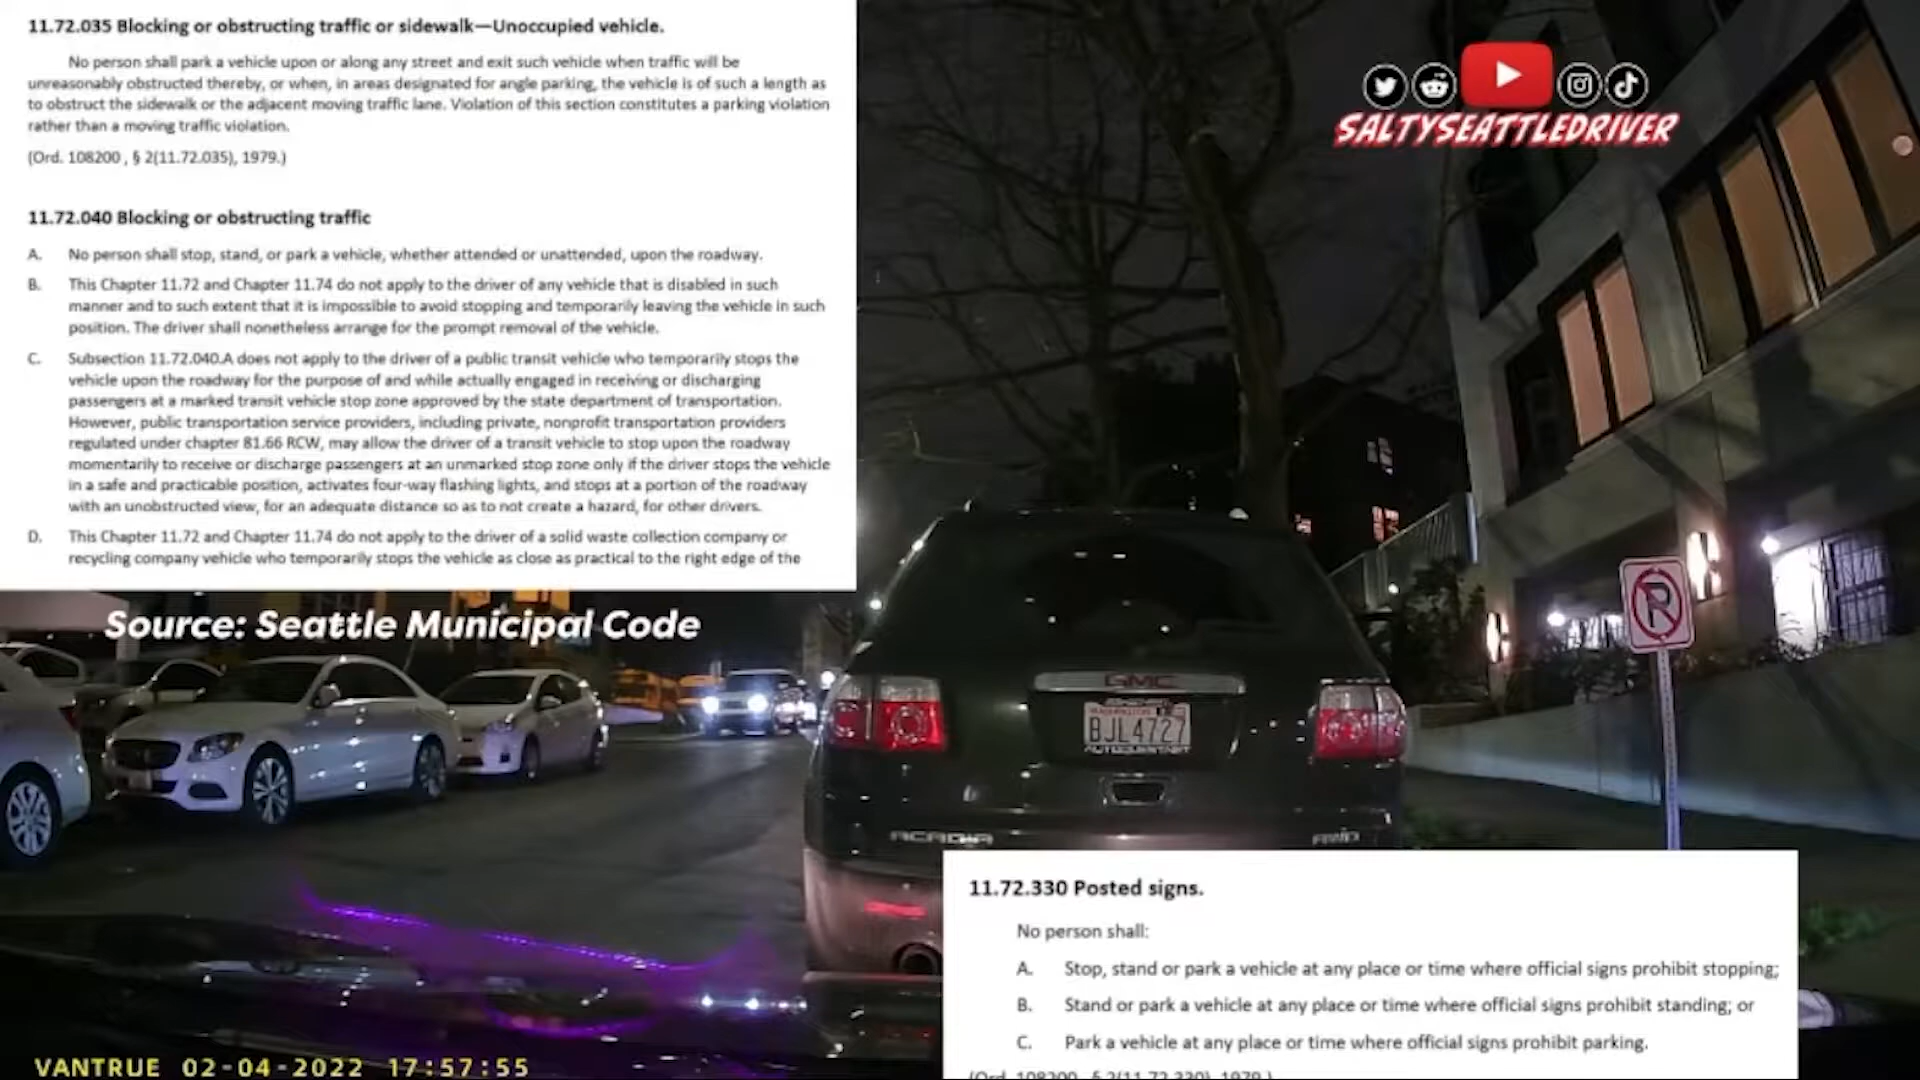 11.72.035 Blocking or obstructing traffic or sidewalk—Unoccupied vehicle.
No person shall park a vehicle upon or along any street and exit such vehicle when traffic will be
unreasonably obstructed thereby, or when, in areas designated for angle parking, the vehicle is of such a length as
to obstruct the sidewalk or the adjacent moving traffic lane. Violation of this section constitutes a parking violation
rather than a moving traffic violation.
(Ord. 108200 , § 2(11.72.035), 1979.)
11.72.040 Blocking or obstructing traffic
A. No person shall stop, stand, or park a vehicle, whether attended or unattended, upon the roadway.
B. This Chapter 11.72 and Chapter 11.74 do not apply to the driver of any vehicle that is disabled in such
manner and to such extent that it is impossible to avoid stopping and temporarily leaving the vehicle in such
position. The driver shall nonetheless arrange for the prompt removal of the vehicle.
C. Subsection 11.72.040.A does not apply to the driver of a public transit vehicle who temporarily stops the
vehicle upon the roadway for the purpose of and while actually engaged in receiving or discharging
passengers at a marked transit vehicle stop zone approved by the state department of transportation.
However, public transportation service providers, including private, nonprofit transportation providers
regulated under chapter 81.66 RCW, may allow the driver of a transit vehicle to stop upon the roadway
momentarily to receive or discharge passengers at an unmarked stop zone only if the driver stops the vehicle
in a safe and practicable position, activates four-way flashing lights, and stops at a portion of the roadway
with an unobstructed view, for an adequate distance so as to not create a hazard, for other drivers.
D. This Chapter 11.72 and Chapter 11.74 do not apply to the driver of a solid waste collection company or
recycling company vehicle who temporarily stops the vehicle as close as practical to the right edge of the
Source: Seattle Municipal Code
SALTYSEATTLEDRIVER
P
GMC
WASHINGTON
BJL4727
ACADIA
AWD
11.72.330 Posted signs.
No person shall:
A. Stop, stand or park a vehicle at any place or time where official signs prohibit stopping;
B. Stand or park a vehicle at any place or time where official signs prohibit standing; or
C. Park a vehicle at any place or time where official signs prohibit parking.
(Ord. 108200, § 2(11.72.330), 1979.)
VANTRUE 02-04-2022 17:57:55